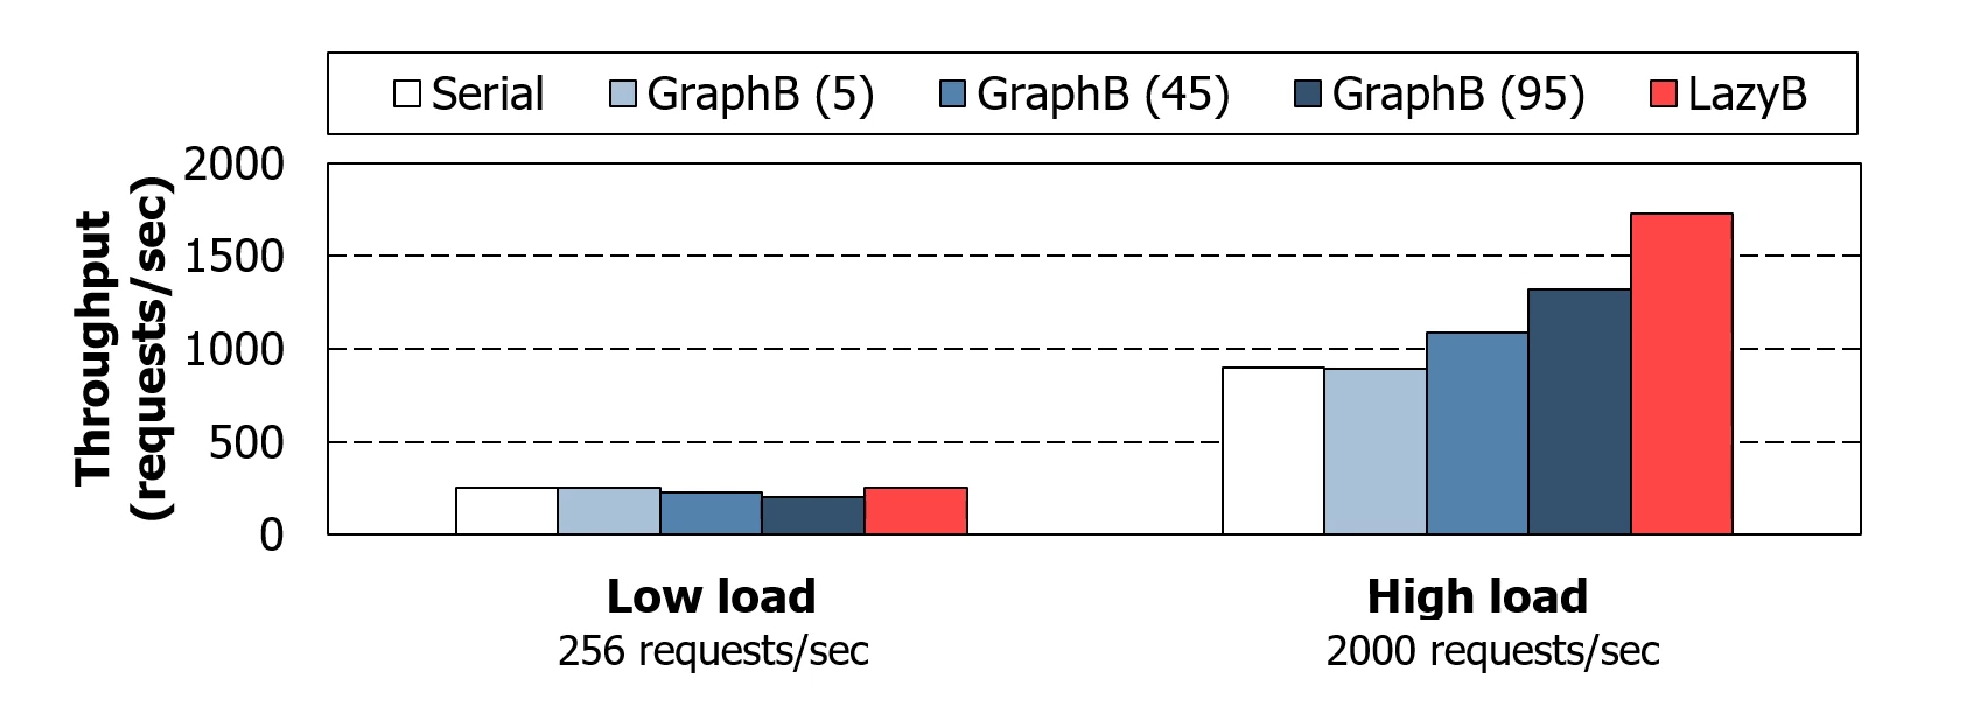 Serial GraphB (5) GraphB (45) GraphB (95) LazyB
Throughput
(requests/sec)
2000
1500
1000
500
0
Low load
256 requests/sec
High load
2000 requests/sec